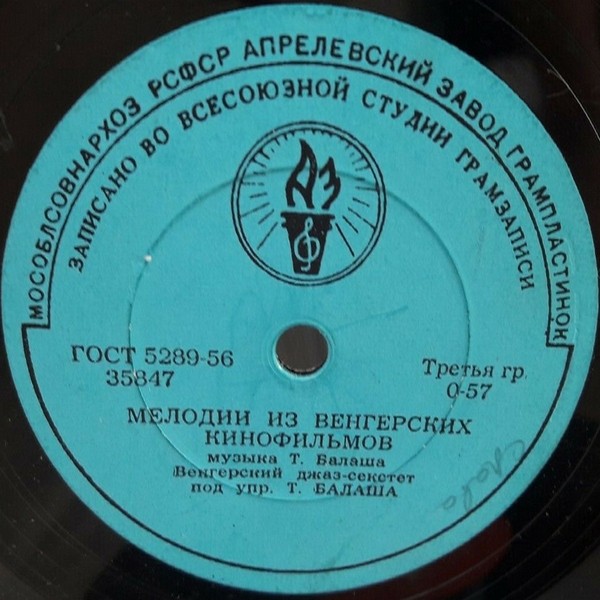 МОСОБЛСОВНАРХОЗ РСФСР АПРЕЛЕВСКИЙ ЗАВОД ГРАМПЛАСТИНОК
ЗАПИСАНО ВО ВСЕСОЮЗНОЙ СТУДИИ ГРАМЗАПИСИ
АЗ
ГОСТ 5289-56
35847
Третья гр.
0-57
МЕЛОДИИ ИЗ ВЕНГЕРСКИХ
КИНОФИЛЬМОВ
музыка Т. Балаша
Венгерский джаз-секстет
под упр. Т. БАЛАША